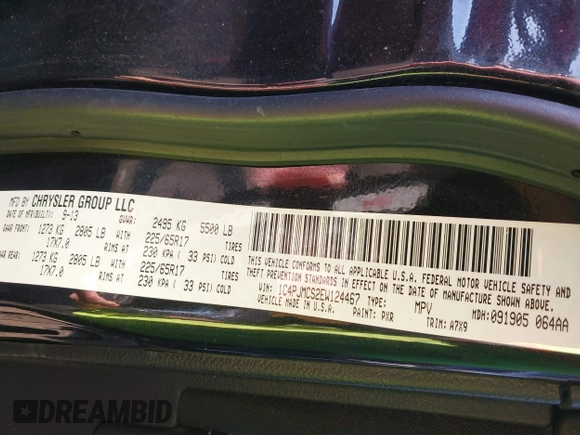 MFD BY CHRYSLER GROUP LLC
DATE OF MFR(BUILT): 9-13 GVWR: 2495 KG 5500 LB
GAWR FRONT: 1273 KG 2805 LB WITH 225/65R17 TIRES
17X7.0 RIMS AT 230 KPA ( 33 PSI) COLD
GAWR REAR: 1273 KG 2805 LB WITH 225/65R17 TIRES
17X7.0 RIMS AT 230 KPA ( 33 PSI) COLD
THIS VEHICLE CONFORMS TO ALL APPLICABLE U.S.A. FEDERAL MOTOR VEHICLE SAFETY AND
THEFT PREVENTION STANDARDS IN EFFECT ON THE DATE OF MANUFACTURE SHOWN ABOVE.
VIN: 1C4PJMCS2EW124467 TYPE: MPV MDH: 091905 064AA
MADE IN U.S.A. PAINT: PXR TRIM: A7X9
DREAMBID